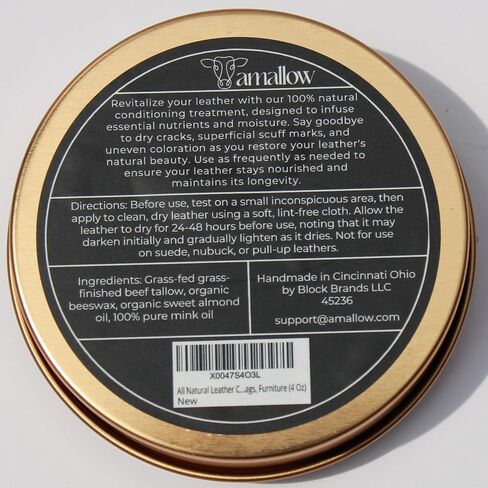 amallow
Revitalize your leather with our 100% natural
conditioning treatment, designed to infuse
essential nutrients and moisture. Say goodbye
to dry cracks, superficial scuff marks, and
uneven coloration as you restore your leather's
natural beauty. Use as frequently as needed to
ensure your leather stays nourished and
maintains its longevity.
Directions: Before use, test on a small inconspicuous area, then
apply to clean, dry leather using a soft, lint-free cloth. Allow the
leather to dry for 24-48 hours before use, noting that it may
darken initially and gradually lighten as it dries. Not for use
on suede, nubuck, or pull-up leathers.
Ingredients: Grass-fed grass-
finished beef tallow, organic
beeswax, organic sweet almond
oil, 100% pure mink oil
Handmade in Cincinnati Ohio
by Block Brands LLC
45236
support@amallow.com
X0047S4O3L
All Natural Leather C...ags, Furniture (4 Oz)
New